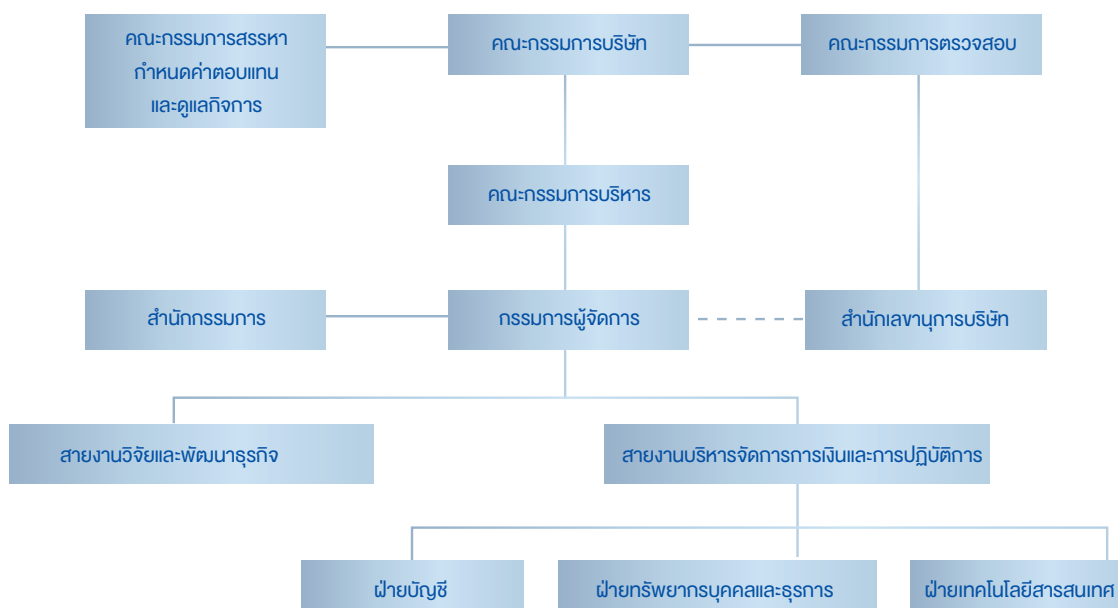 คณะกรรมการสรรหา
กำหนดค่าตอบแทน
และดูแลกิจการ
คณะกรรมการบริษัท
คณะกรรมการตรวจสอบ
คณะกรรมการบริหาร
สำนักกรรมการ
กรรมการผู้จัดการ
สำนักเลขานุการบริษัท
สายงานวิจัยและพัฒนาธุรกิจ
สายงานบริหารจัดการการเงินและการปฏิบัติการ
ฝ่ายบัญชี
ฝ่ายทรัพยากรบุคคลและธุรการ
ฝ่ายเทคโนโลยีสารสนเทศ